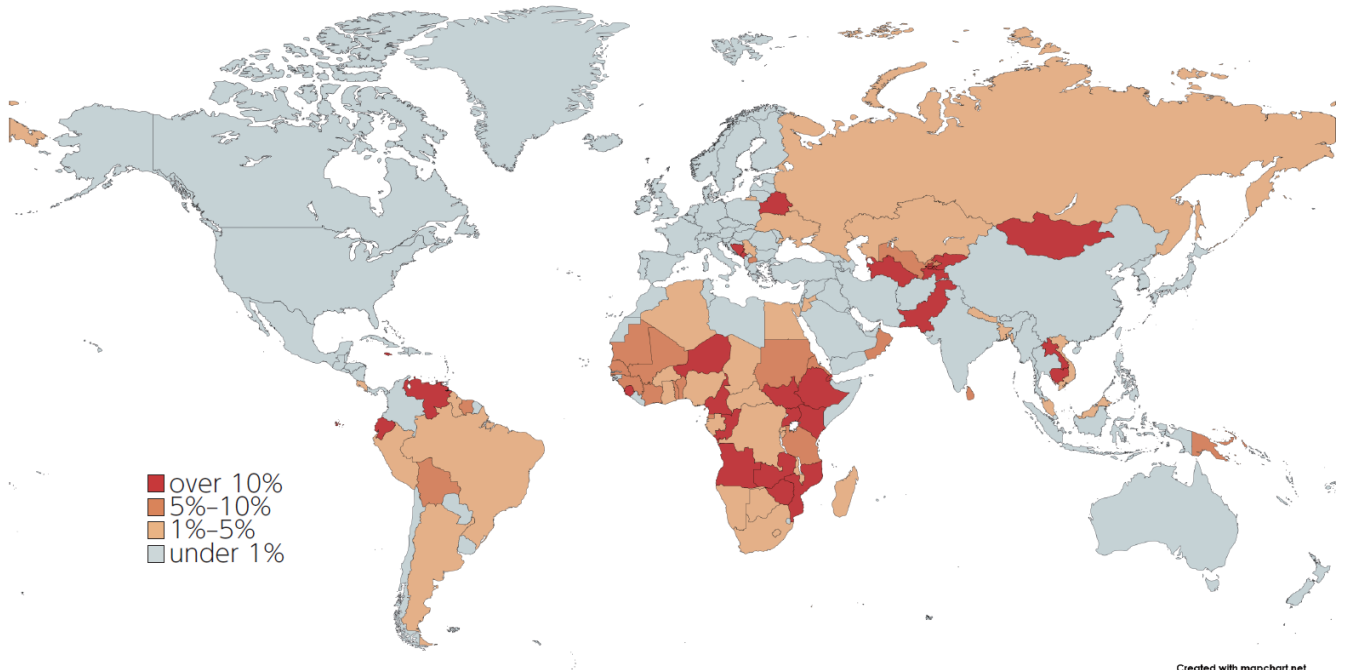 over 10%
5%–10%
1%–5%
under 1%
Created with mapchart.net